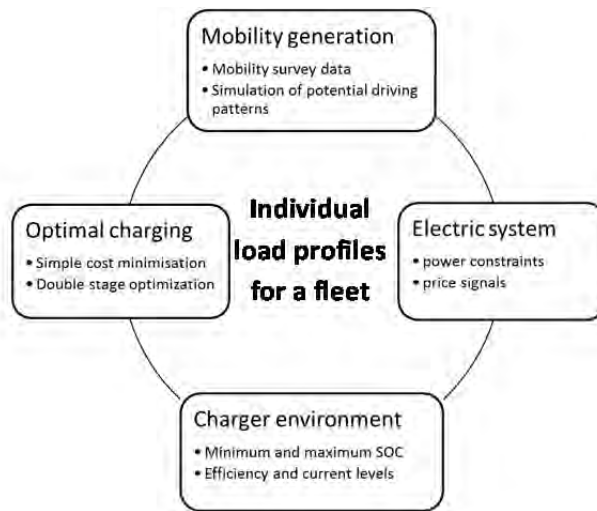 Mobility generation
• Mobility survey data
• Simulation of potential driving
patterns
Individual
load profiles
for a fleet
Optimal charging
• Simple cost minimisation
• Double stage optimization
Electric system
• power constraints
• price signals
Charger environment
• Minimum and maximum SOC
• Efficiency and current levels